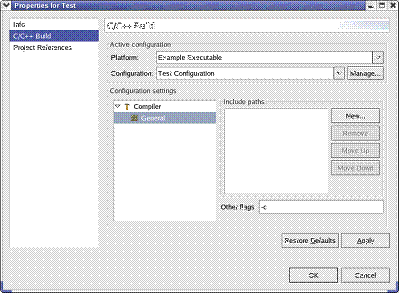 Properties for Test
Info
C/C++ Build
Project References
C/C++ Build
Active configuration
Platform: Example Executable
Configuration: Test Configuration Manage...
Configuration settings
Compiler
General
Include paths
New...
Remove
Move Up
Move Down
Other flags -c
Restore Defaults Apply
OK Cancel